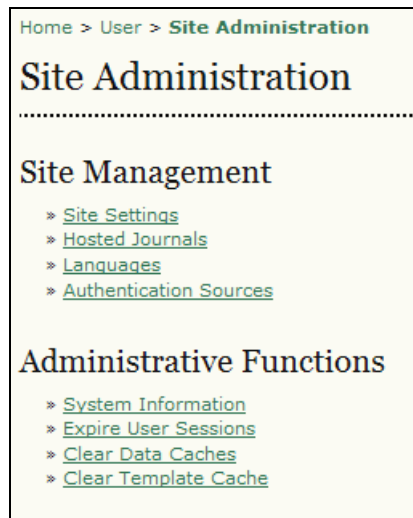 Home > User > Site Administration
Site Administration
Site Management
» Site Settings
» Hosted Journals
» Languages
» Authentication Sources
Administrative Functions
» System Information
» Expire User Sessions
» Clear Data Caches
» Clear Template Cache